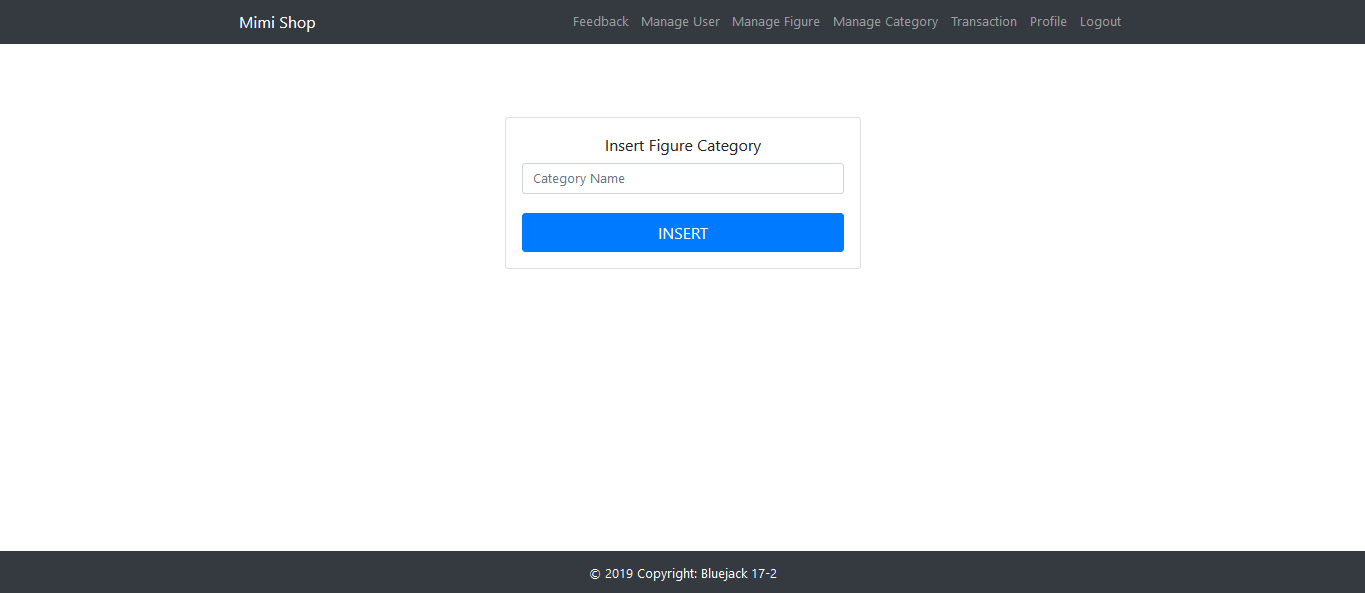 Mimi Shop Feedback Manage User Manage Figure Manage Category Transaction Profile Logout
Insert Figure Category
Category Name
INSERT
© 2019 Copyright: Bluejack 17-2